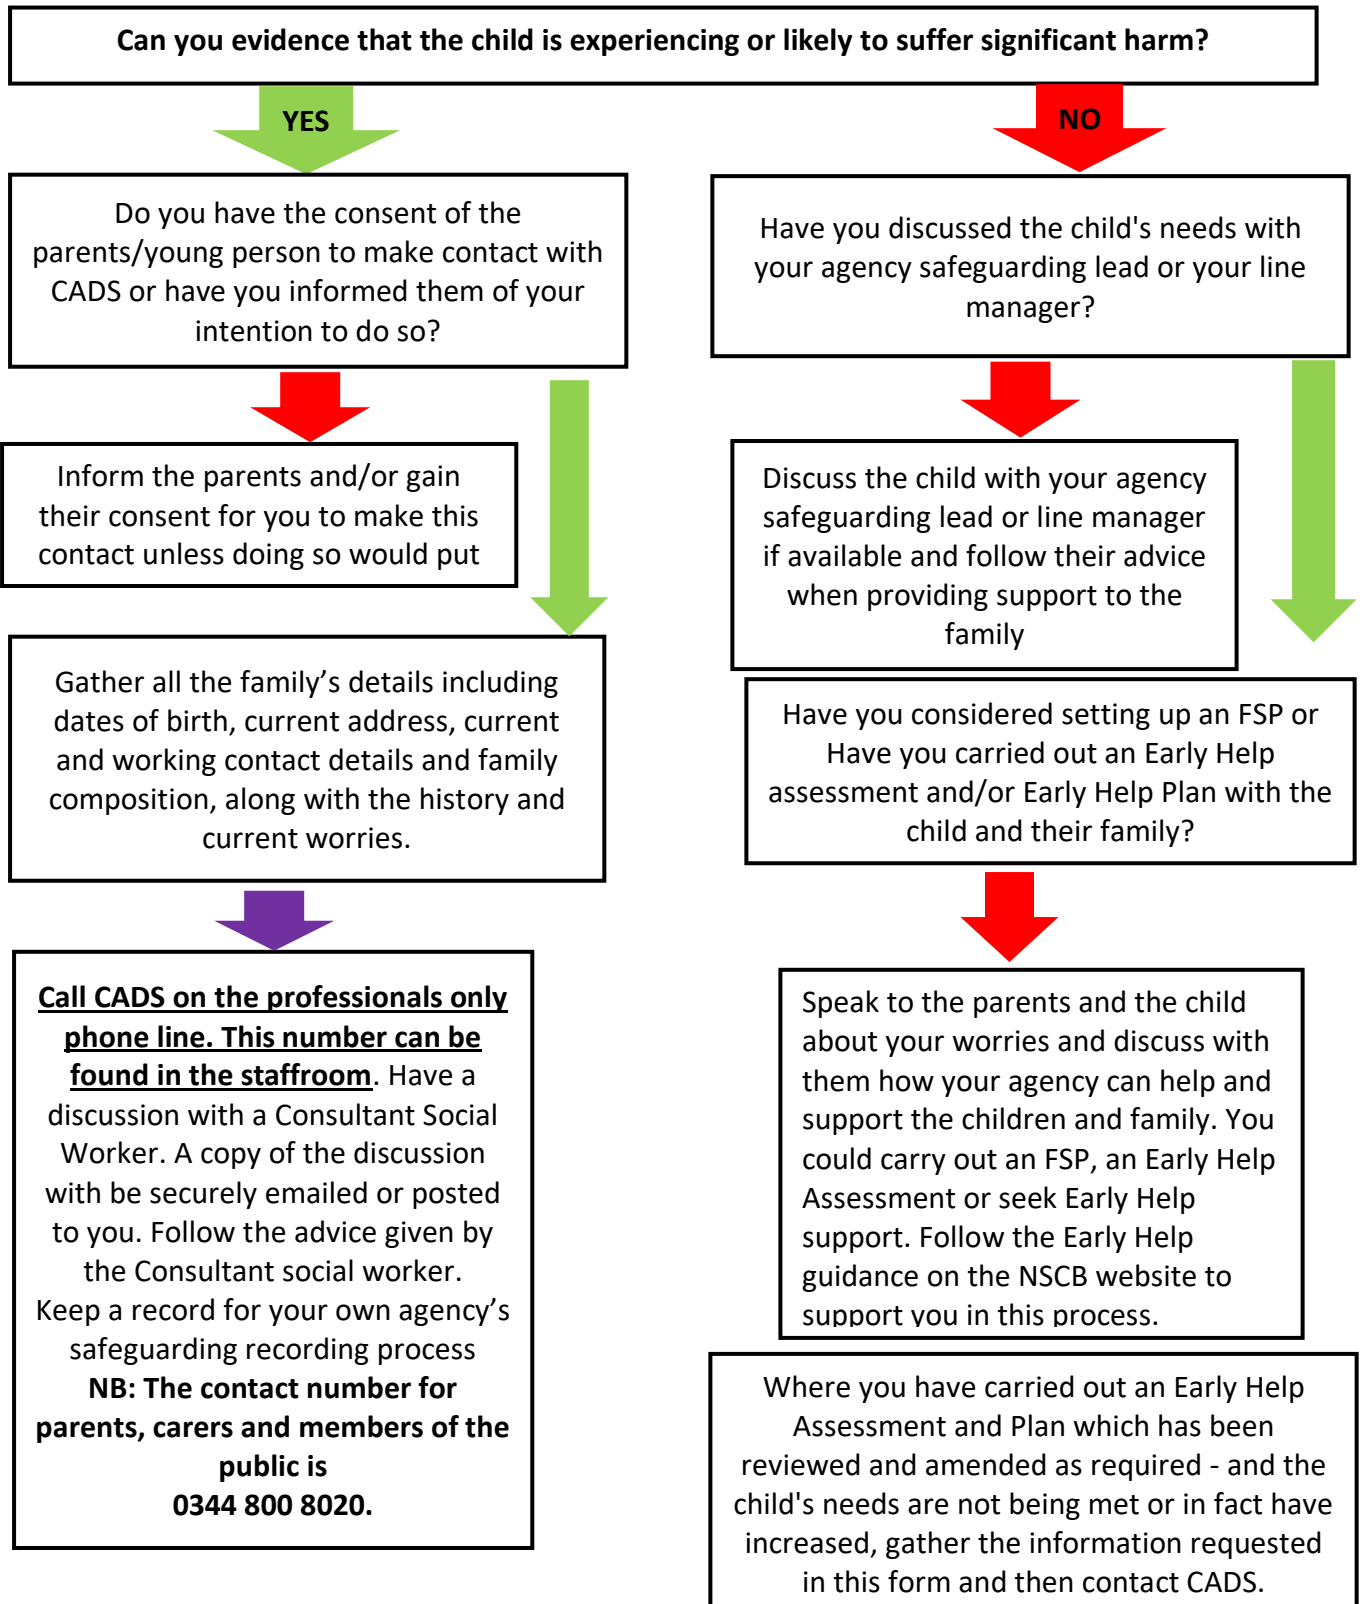 Can you evidence that the child is experiencing or likely to suffer significant harm?
YES
NO
Do you have the consent of the
parents/young person to make contact with
CADS or have you informed them of your
intention to do so?
Have you discussed the child's needs with
your agency safeguarding lead or your line
manager?
Inform the parents and/or gain
their consent for you to make this
contact unless doing so would put
Discuss the child with your agency
safeguarding lead or line manager
if available and follow their advice
when providing support to the
family
Gather all the family’s details including
dates of birth, current address, current
and working contact details and family
composition, along with the history and
current worries.
Have you considered setting up an FSP or
Have you carried out an Early Help
assessment and/or Early Help Plan with the
child and their family?
Call CADS on the professionals only
phone line. This number can be
found in the staffroom. Have a
discussion with a Consultant Social
Worker. A copy of the discussion
with be securely emailed or posted
to you. Follow the advice given by
the Consultant social worker.
Keep a record for your own agency’s
safeguarding recording process
NB: The contact number for
parents, carers and members of the
public is
0344 800 8020.
Speak to the parents and the child
about your worries and discuss with
them how your agency can help and
support the children and family. You
could carry out an FSP, an Early Help
Assessment or seek Early Help
support. Follow the Early Help
guidance on the NSCB website to
support you in this process.
Where you have carried out an Early Help
Assessment and Plan which has been
reviewed and amended as required - and the
child's needs are not being met or in fact have
increased, gather the information requested
in this form and then contact CADS.